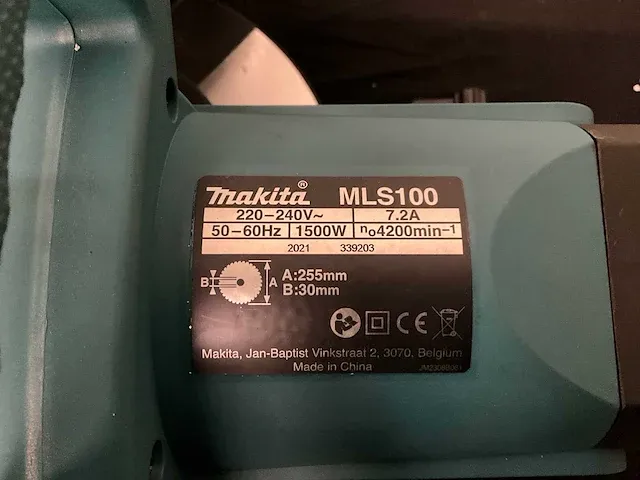 makita® MLS100
220-240V~ 7.2A
50-60Hz 1500W n₀4200min⁻¹
2021 339203
A:255mm
B A
B:30mm
CE
Makita, Jan-Baptist Vinkstraat 2, 3070, Belgium
Made in China